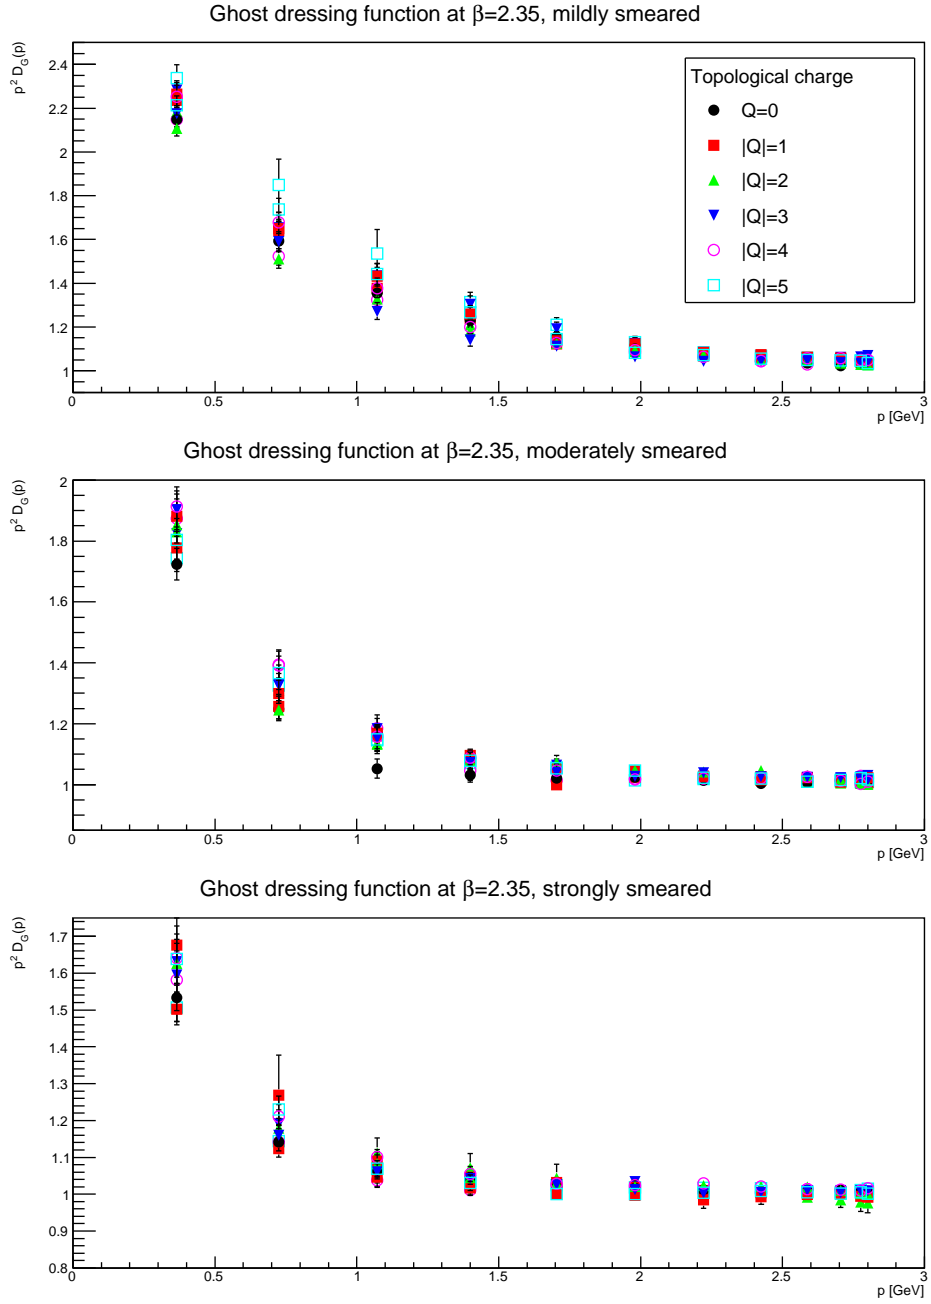 Ghost dressing function at β=2.35, mildly smeared
p² D_G(p)
2.4
2.2
2
1.8
1.6
1.4
1.2
1
0 0.5 1 1.5 2 2.5 3
p [GeV]
Topological charge
Q=0
|Q|=1
|Q|=2
|Q|=3
|Q|=4
|Q|=5
Ghost dressing function at β=2.35, moderately smeared
p² D_G(p)
2
1.8
1.6
1.4
1.2
1
0 0.5 1 1.5 2 2.5 3
p [GeV]
Ghost dressing function at β=2.35, strongly smeared
p² D_G(p)
1.7
1.6
1.5
1.4
1.3
1.2
1.1
1
0.9
0.8
0 0.5 1 1.5 2 2.5 3
p [GeV]